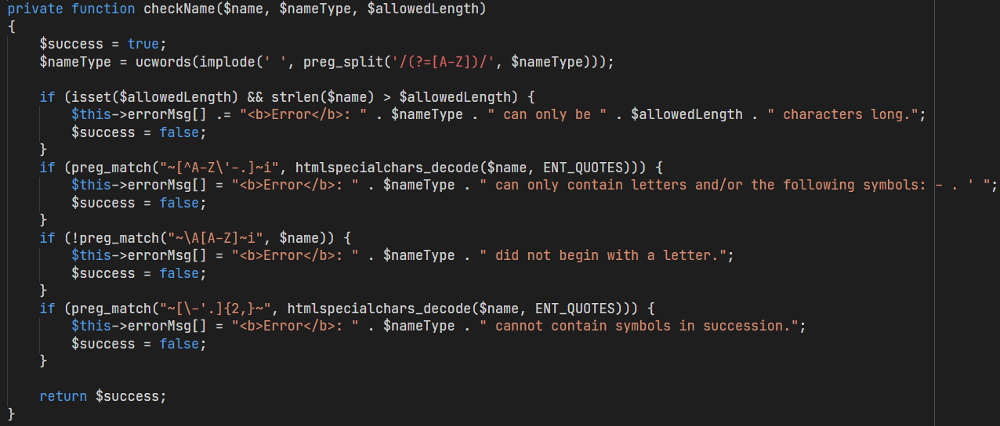 private function checkName($name, $nameType, $allowedLength)
{
    $success = true;
    $nameType = ucwords(implode(' ', preg_split('/(?=[A-Z])/', $nameType)));

    if (isset($allowedLength) && strlen($name) > $allowedLength) {
        $this->errorMsg[] .= "<b>Error</b>: " . $nameType . " can only be " . $allowedLength . " characters long.";
        $success = false;
    }
    if (preg_match("~[^A-Z\'-.]~i", htmlspecialchars_decode($name, ENT_QUOTES))) {
        $this->errorMsg[] = "<b>Error</b>: " . $nameType . " can only contain letters and/or the following symbols: - . ' ";
        $success = false;
    }
    if (!preg_match("~\A[A-Z]~i", $name)) {
        $this->errorMsg[] = "<b>Error</b>: " . $nameType . " did not begin with a letter.";
        $success = false;
    }
    if (preg_match("~[\-'.]{2,}~", htmlspecialchars_decode($name, ENT_QUOTES))) {
        $this->errorMsg[] = "<b>Error</b>: " . $nameType . " cannot contain symbols in succession.";
        $success = false;
    }

    return $success;
}